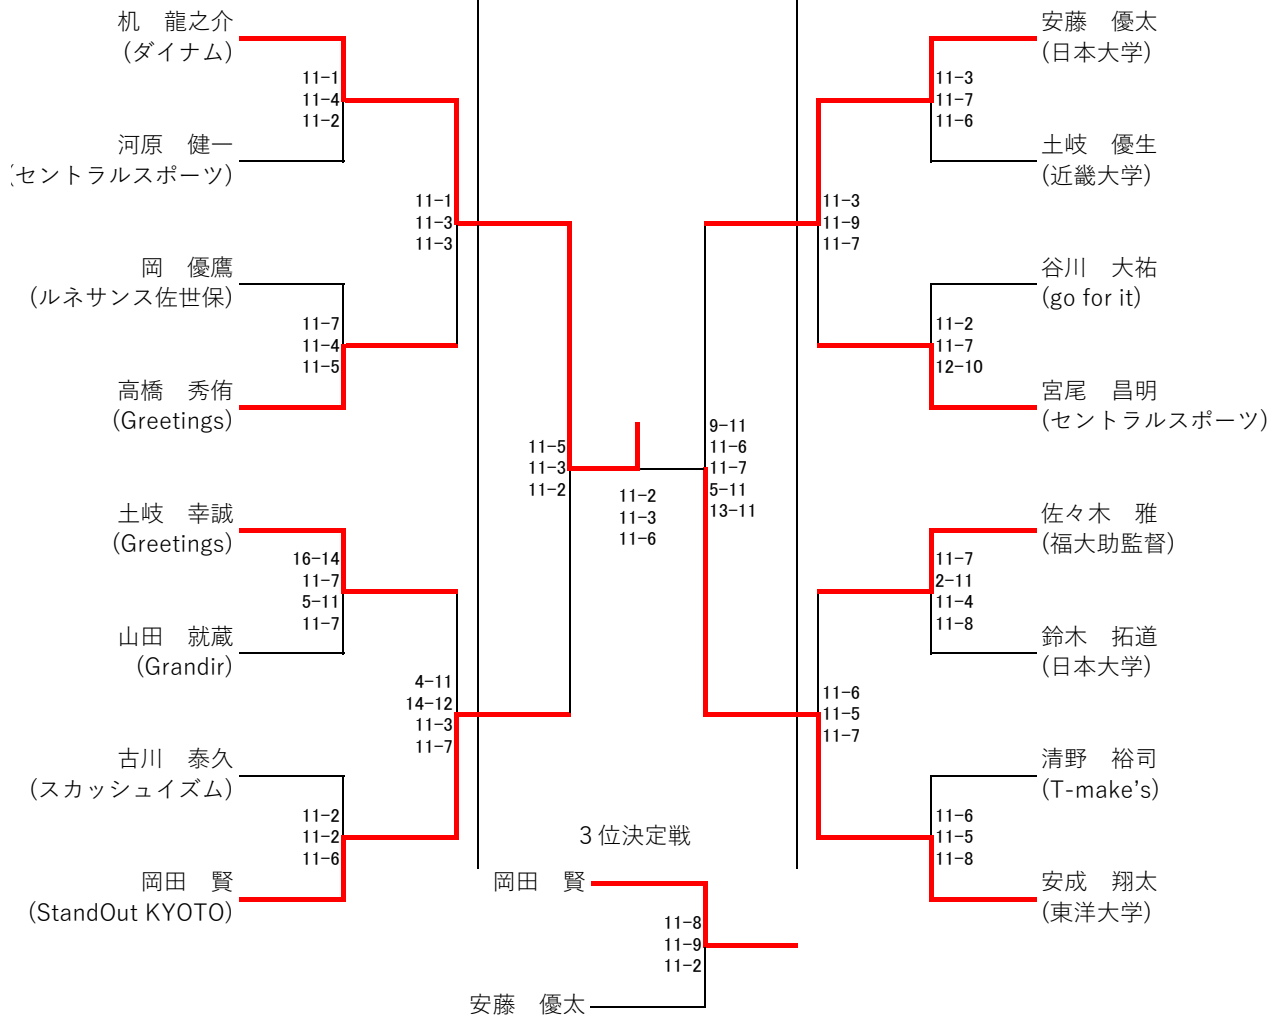 机　龍之介
(ダイナム)
11-1
11-4
11-2
河原　健一
(セントラルスポーツ)
11-1
11-3
11-3
岡　優鷹
(ルネサンス佐世保)
11-7
11-4
11-5
高橋　秀侑
(Greetings)
11-5
11-3
11-2
土岐　幸誠
(Greetings)
16-14
11-7
5-11
11-7
山田　就蔵
(Grandir)
4-11
14-12
11-3
11-7
古川　泰久
(スカッシュイズム)
11-2
11-2
11-6
岡田　賢
(StandOut KYOTO)
11-2
11-3
11-6
安藤　優太
(日本大学)
11-3
11-7
11-6
土岐　優生
(近畿大学)
11-3
11-9
11-7
谷川　大祐
(go for it)
11-2
11-7
12-10
宮尾　昌明
(セントラルスポーツ)
9-11
11-6
11-7
5-11
13-11
佐々木　雅
(福大助監督)
11-7
2-11
11-4
11-8
鈴木　拓道
(日本大学)
11-6
11-5
11-7
清野　裕司
(T-make's)
11-6
11-5
11-8
安成　翔太
(東洋大学)
３位決定戦
岡田　賢
11-8
11-9
11-2
安藤　優太